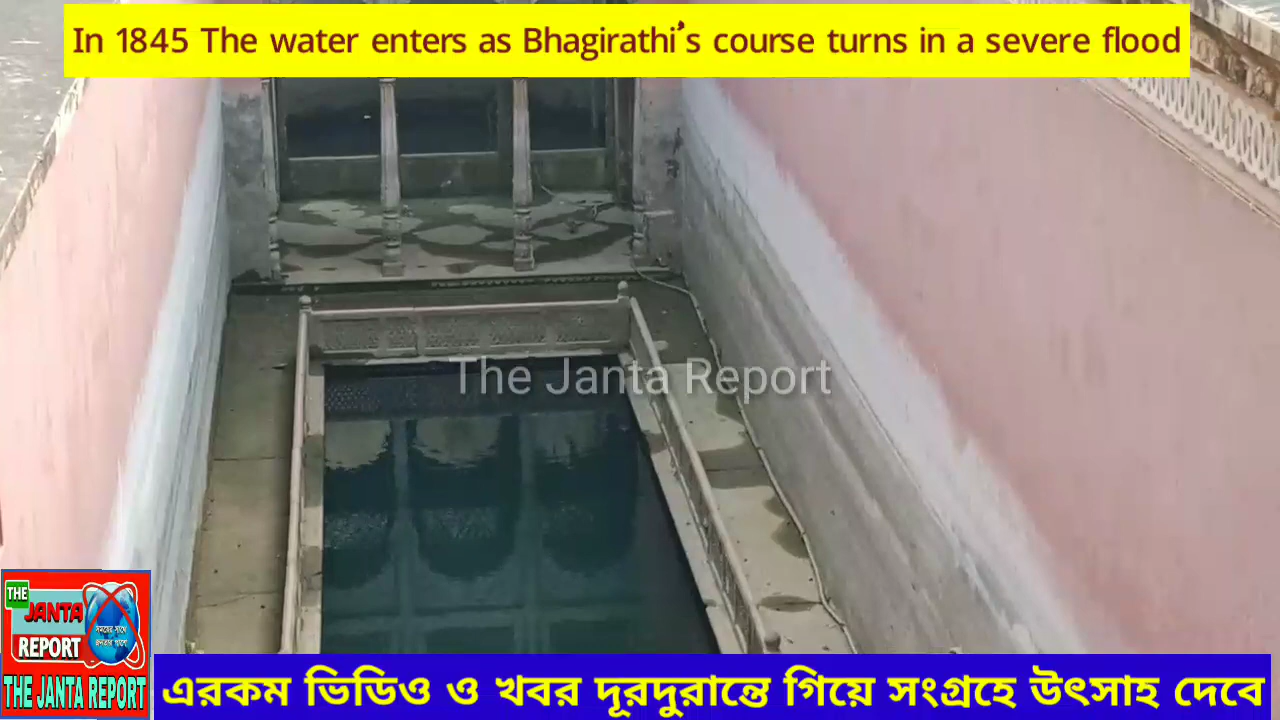 In 1845 The water enters as Bhagirathi’s course turns in a severe flood
The Janta Report
THE
JANTA
REPORT
সময়ের সাথে
THE JANTA REPORT
এরকম ভিডিও ও খবর দূরদুরান্তে গিয়ে সংগ্রহে উৎসাহ দেবে